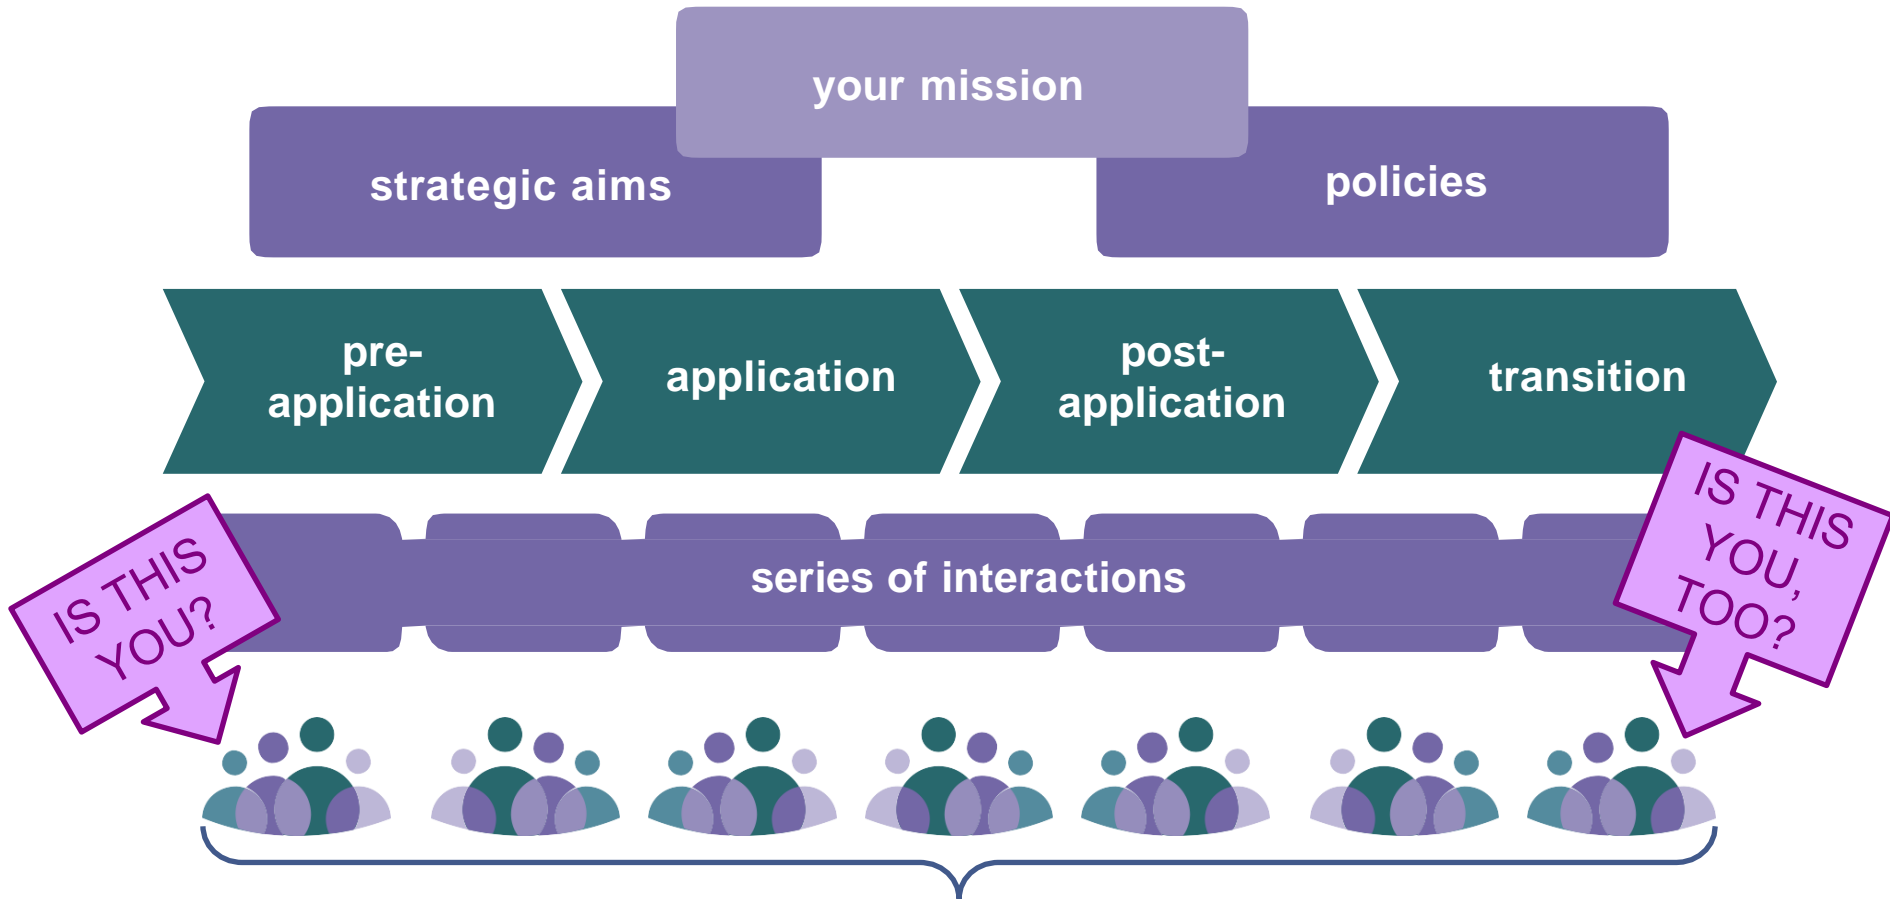 your mission
strategic aims
policies
pre-
application
application
post-
application
transition
series of interactions
IS THIS
YOU?
IS THIS
YOU,
TOO?